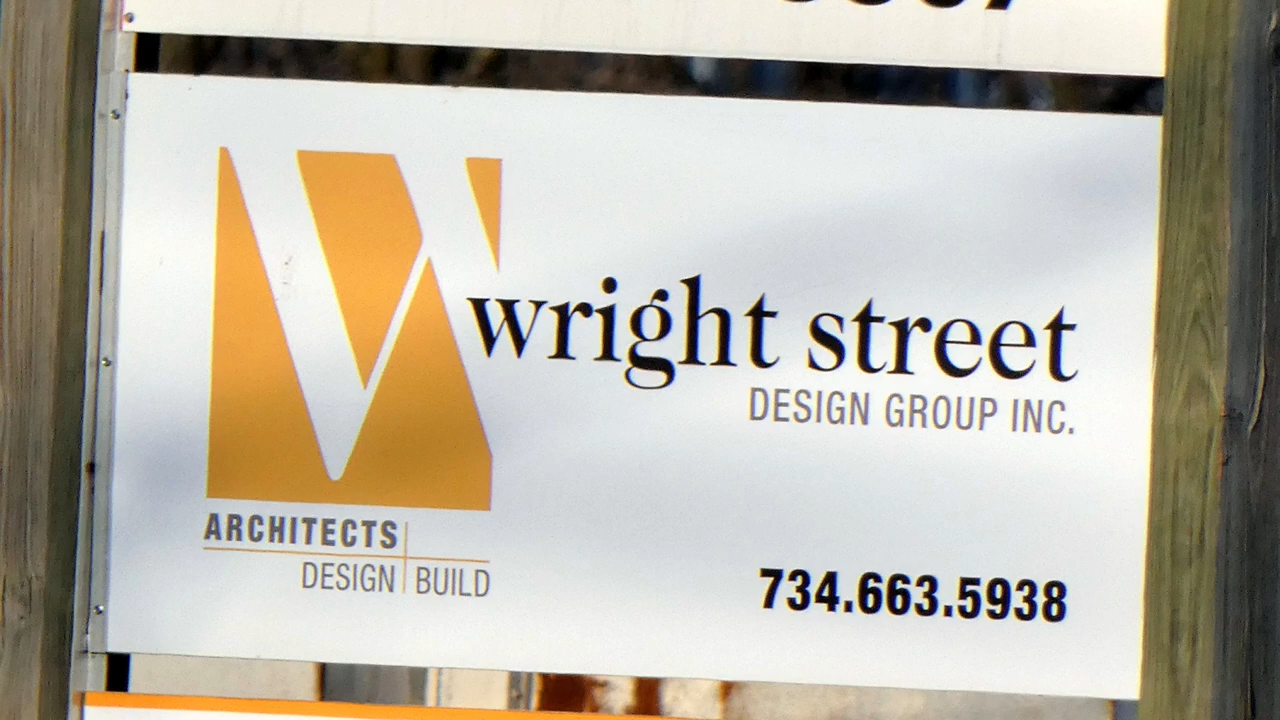 wright street
DESIGN GROUP INC.
ARCHITECTS
DESIGN BUILD
734.663.5938